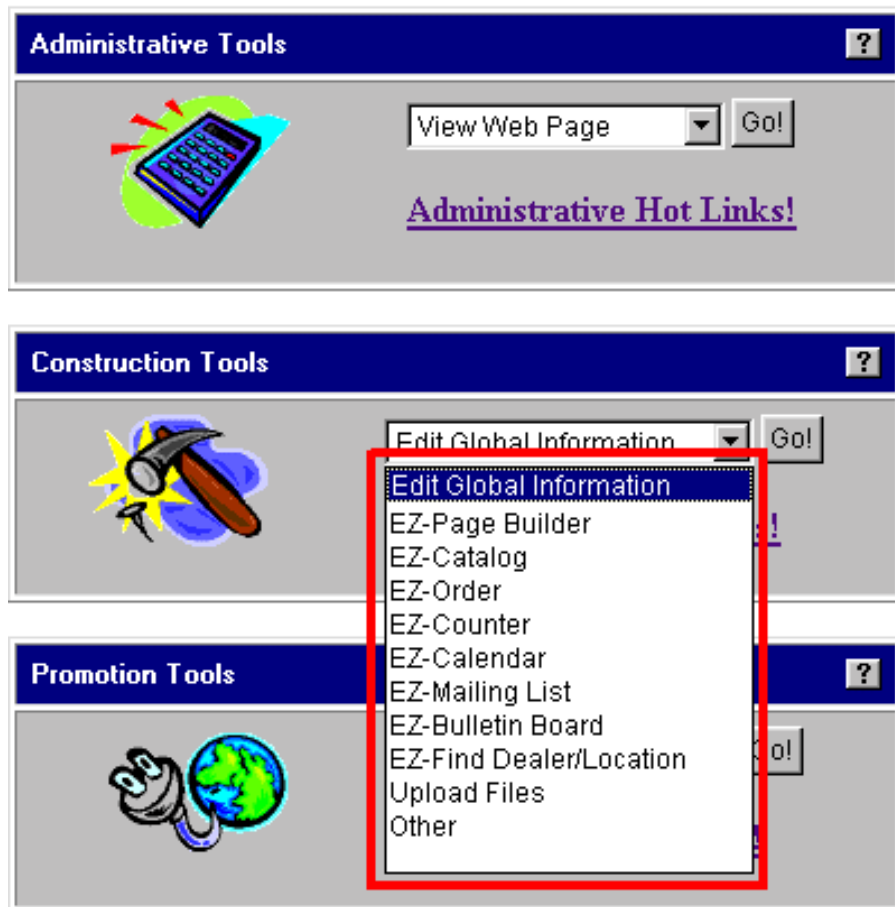 Administrative Tools ?
View Web Page Go!
Administrative Hot Links!
Construction Tools ?
Edit Global Information Go!
Edit Global Information
EZ-Page Builder
!
EZ-Catalog
EZ-Order
EZ-Counter
EZ-Calendar
Promotion Tools ?
EZ-Mailing List
EZ-Bulletin Board
EZ-Find Dealer/Location
o!
Upload Files
Other